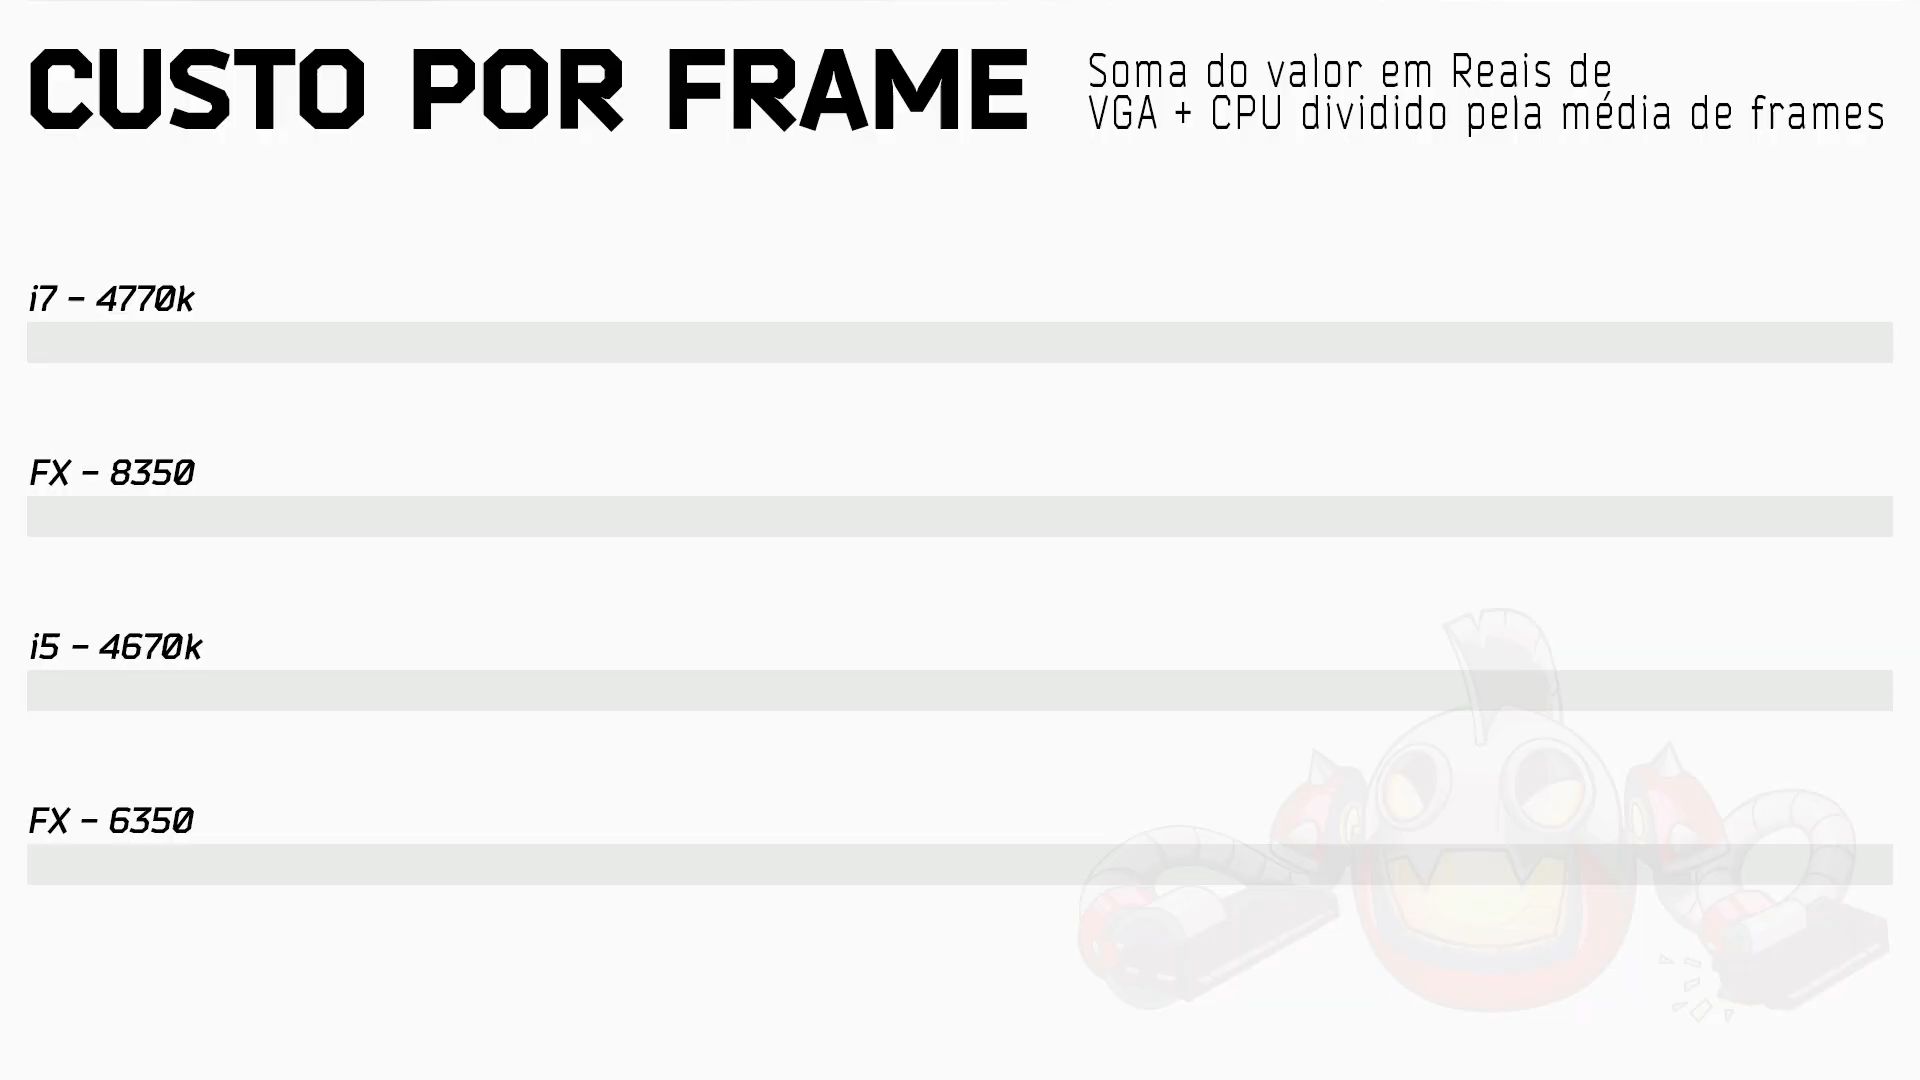 CUSTO POR FRAME
Soma do valor em Reais de
VGA + CPU dividido pela média de frames
i7 - 4770k
FX - 8350
i5 - 4670k
FX - 6350